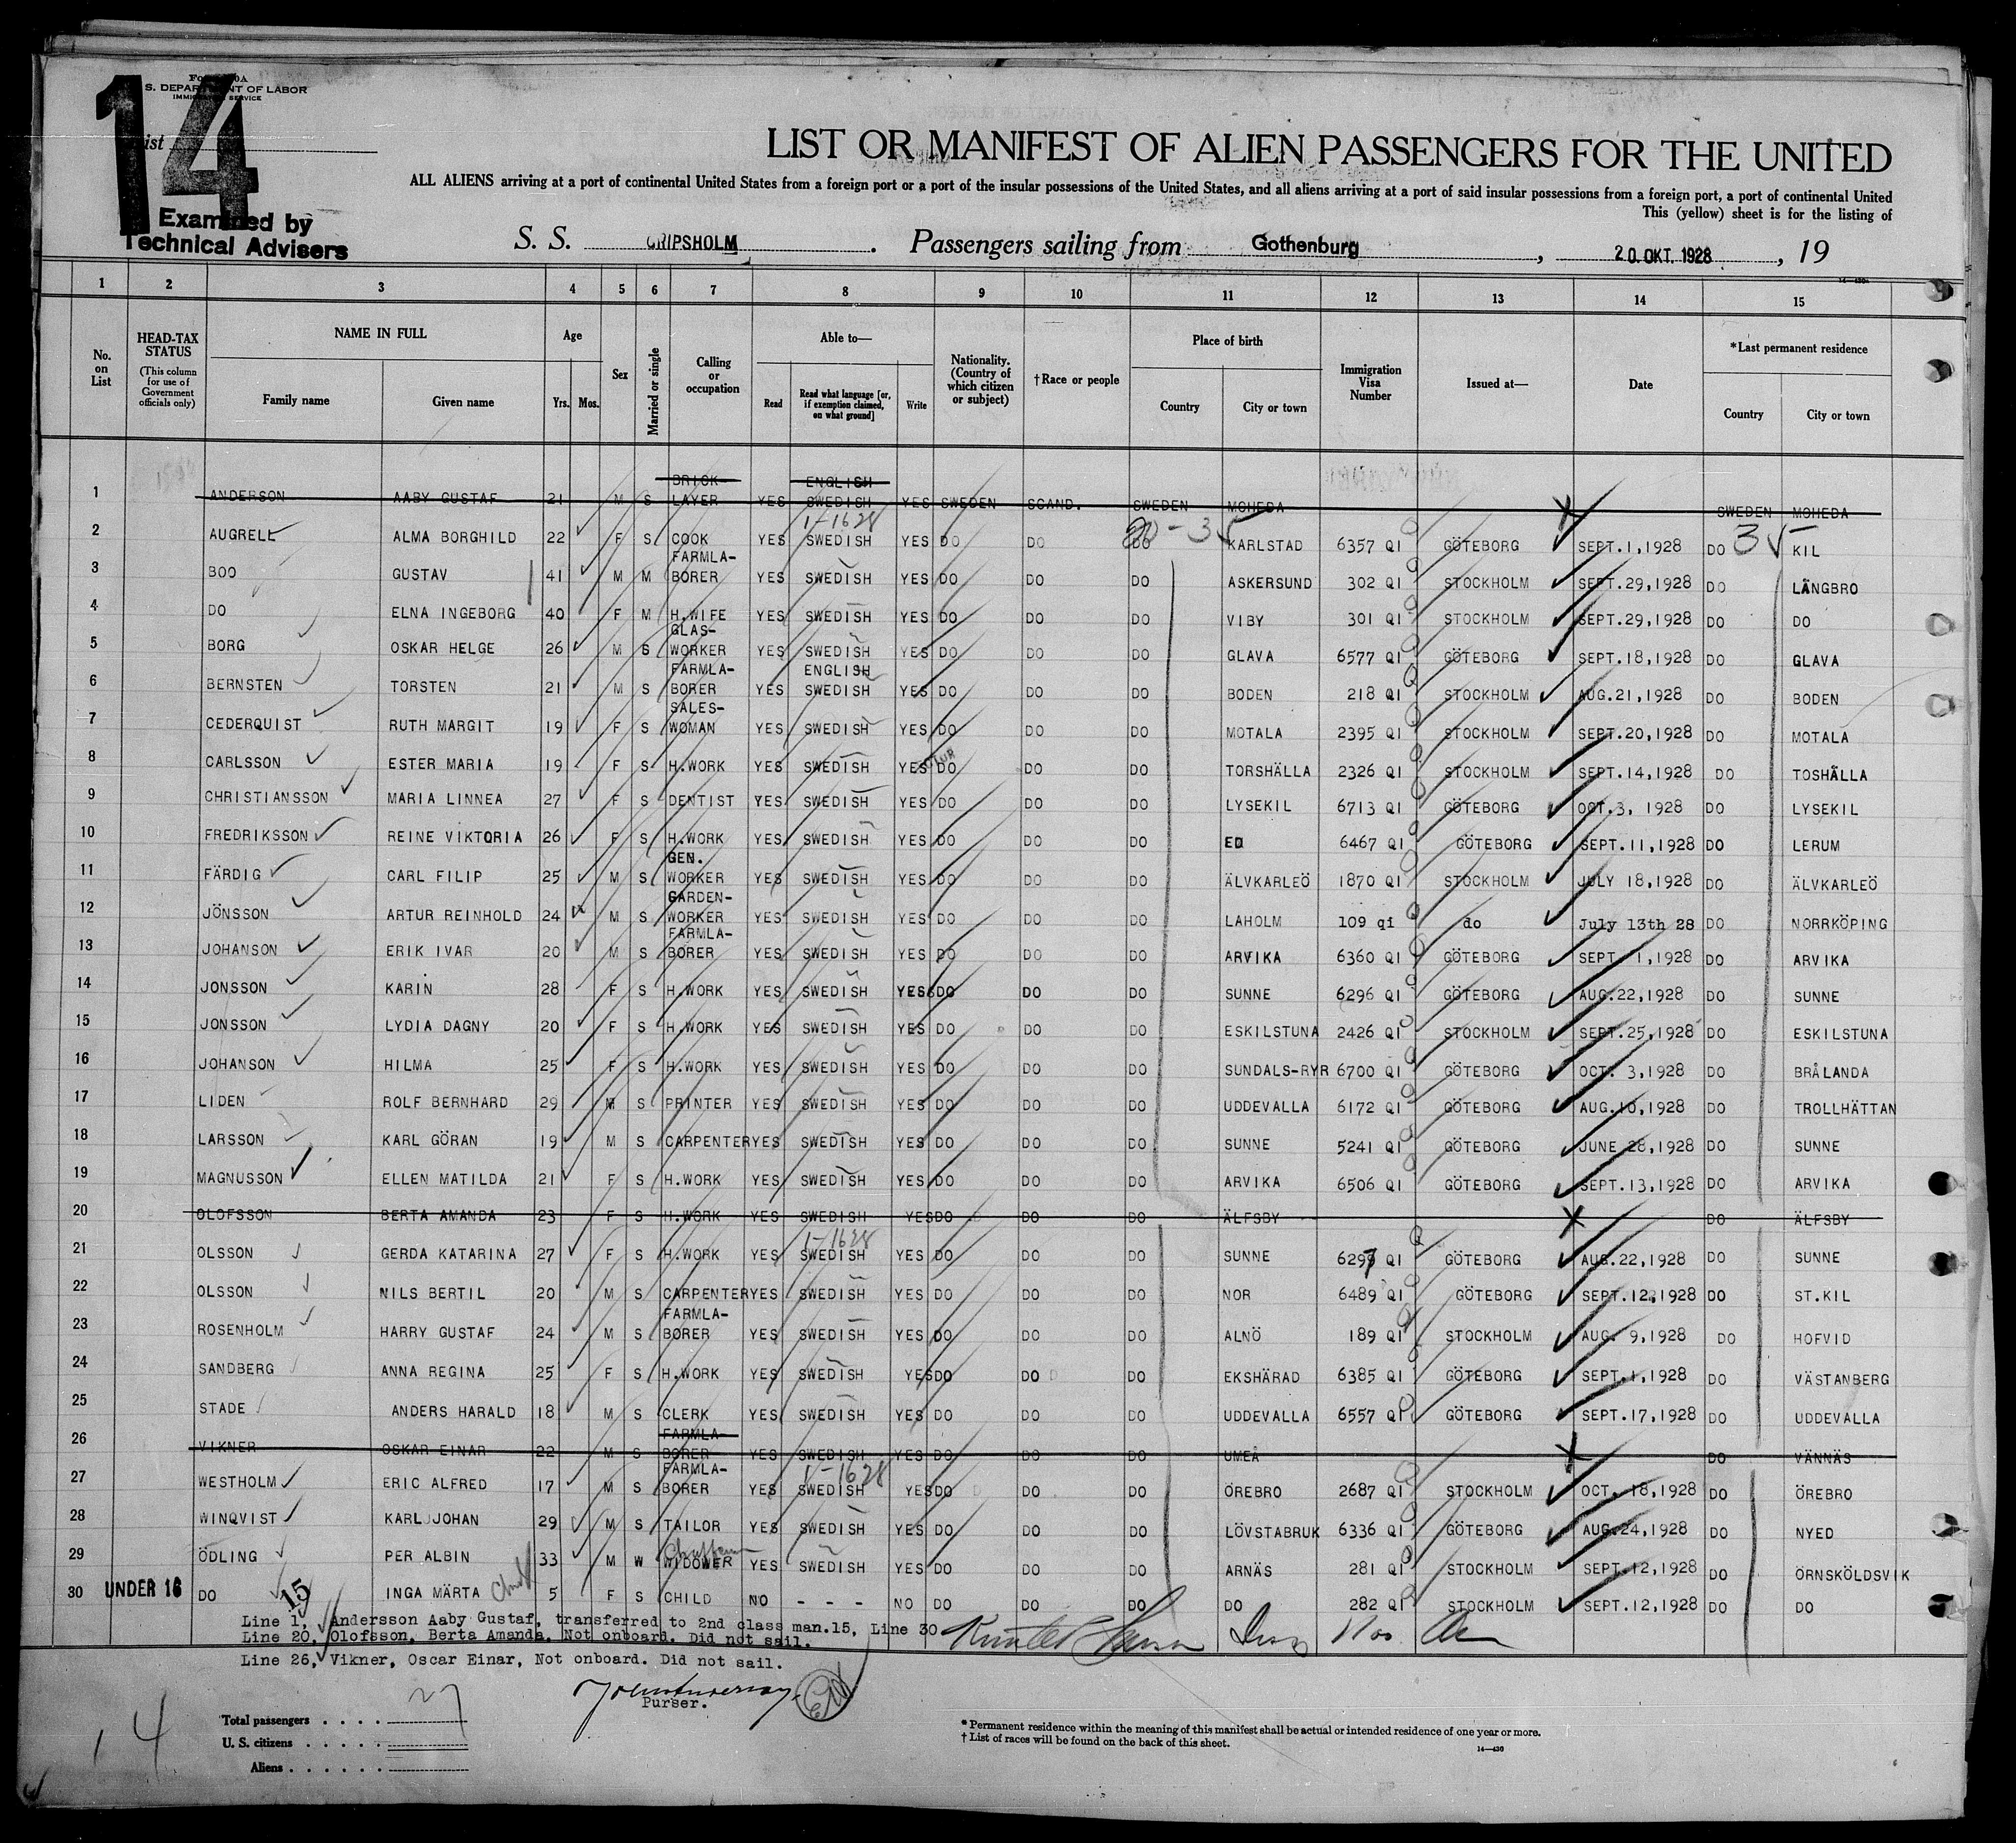 14
Form 500A
U. S. DEPARTMENT OF LABOR
IMMIGRATION SERVICE
List
Examined by
Technical Advisers
LIST OR MANIFEST OF ALIEN PASSENGERS FOR THE UNITED
ALL ALIENS arriving at a port of continental United States from a foreign port or a port of the insular possessions of the United States, and all aliens arriving at a port of said insular possessions from a foreign port, a port of continental United
This (yellow) sheet is for the listing of
S. S. GRIPSHOLM. Passengers sailing from Gothenburg, 20. OKT. 1928, 19
14—430
1 2 3 4 5 6 7 8 9 10 11 12 13 14 15
No. on List
HEAD-TAX STATUS (This column for use of Government officials only)
NAME IN FULL
Family name Given name
Age
Yrs. Mos.
Sex
Married or single
Calling or occupation
Able to—
Read Read what language [or, if exemption claimed, on what ground] Write
Nationality. (Country of which citizen or subject)
†Race or people
Place of birth
Country City or town
Immigration Visa Number
Issued at—
Date
*Last permanent residence
Country City or town
1 ANDERSON AABY GUSTAF 21 M S BRICK-LAYER YES ENGLISH SWEDISH YES SWEDEN SCAND. SWEDEN MOHEDA SWEDEN MOHEDA
1-1628 20-35 35
2 AUGRELL ALMA BORGHILD 22 F S COOK YES SWEDISH YES DO DO DO KARLSTAD 6357 QI GÖTEBORG SEPT.1,1928 DO KIL
3 BOO GUSTAV 41 M M FARMLA-BORER YES SWEDISH YES DO DO DO ASKERSUND 302 QI STOCKHOLM SEPT.29,1928 DO LÅNGBRO
4 DO ELNA INGEBORG 40 F M H.WIFE YES SWEDISH YES DO DO DO VIBY 301 QI STOCKHOLM SEPT.29,1928 DO DO
5 BORG OSKAR HELGE 26 M S GLAS-WORKER YES SWEDISH YES DO DO DO GLAVA 6577 QI GÖTEBORG SEPT.18,1928 DO GLAVA
6 BERNSTEN TORSTEN 21 M S FARMLA-BORER YES ENGLISH SWEDISH YES DO DO DO BODEN 218 QI STOCKHOLM AUG.21,1928 DO BODEN
7 CEDERQUIST RUTH MARGIT 19 F S SALES-WOMAN YES SWEDISH YES DO DO DO MOTALA 2395 QI STOCKHOLM SEPT.20,1928 DO MOTALA
8 CARLSSON ESTER MARIA 19 F S H.WORK YES SWEDISH YES DO DO DO TORSHÄLLA 2326 QI STOCKHOLM SEPT.14,1928 DO TOSHÄLLA
9 CHRISTIANSSON MARIA LINNEA 27 F S DENTIST YES SWEDISH YES DO DO DO LYSEKIL 6713 QI GÖTEBORG OCT.3, 1928 DO LYSEKIL
10 FREDRIKSSON REINE VIKTORIA 26 F S H.WORK YES SWEDISH YES DO DO DO ED 6467 QI GÖTEBORG SEPT.11,1928 DO LERUM
11 FÄRDIG CARL FILIP 25 M S GEN. WORKER YES SWEDISH YES DO DO DO ÄLVKARLEÖ 1870 QI STOCKHOLM JULY 18,1928 DO ÄLVKARLEÖ
12 JÖNSSON ARTUR REINHOLD 24 M S GARDEN-WORKER YES SWEDISH YES DO DO DO LAHOLM 109 qi do July 13th 28 DO NORRKÖPING
13 JOHANSON ERIK IVAR 20 M S FARMLA-BORER YES SWEDISH YES DO DO DO ARVIKA 6360 QI GÖTEBORG SEPT. 1,1928 DO ARVIKA
14 JONSSON KARIN 28 F S H.WORK YES SWEDISH YES DO DO DO SUNNE 6296 QI GÖTEBORG AUG.22,1928 DO SUNNE
15 JONSSON LYDIA DAGNY 20 F S H.WORK YES SWEDISH YES DO DO DO ESKILSTUNA 2426 QI STOCKHOLM SEPT.25,1928 DO ESKILSTUNA
16 JOHANSON HILMA 25 F S H.WORK YES SWEDISH YES DO DO DO SUNDALS-RYR 6700 QI GÖTEBORG OCT. 3,1928 DO BRÅLANDA
17 LIDEN ROLF BERNHARD 29 M S PRINTER YES SWEDISH YES DO DO DO UDDEVALLA 6172 QI GÖTEBORG AUG.10,1928 DO TROLLHÄTTAN
18 LARSSON KARL GÖRAN 19 M S CARPENTER YES SWEDISH YES DO DO DO SUNNE 5241 QI GÖTEBORG JUNE 28,1928 DO SUNNE
19 MAGNUSSON ELLEN MATILDA 21 F S H.WORK YES SWEDISH YES DO DO DO ARVIKA 6506 QI GÖTEBORG SEPT.13,1928 DO ARVIKA
20 OLOFSSON BERTA AMANDA 23 F S H.WORK YES SWEDISH YES DO DO DO ÄLFSBY DO ÄLFSBY
1-1628
21 OLSSON GERDA KATARINA 27 F S H.WORK YES SWEDISH YES DO DO DO SUNNE 6297 QI GÖTEBORG AUG.22,1928 DO SUNNE
22 OLSSON NILS BERTIL 20 M S CARPENTER YES SWEDISH YES DO DO DO NOR 6489 QI GÖTEBORG SEPT.12,1928 DO ST.KIL
23 ROSENHOLM HARRY GUSTAF 24 M S FARMLA-BORER YES SWEDISH YES DO DO DO ALNÖ 189 QI STOCKHOLM AUG. 9,1928 DO HOFVID
24 SANDBERG ANNA REGINA 25 F S H.WORK YES SWEDISH YES DO DO DO EKSHÄRAD 6385 QI GÖTEBORG SEPT.1,1928 DO VÄSTANBERG
25 STADE ANDERS HARALD 18 M S CLERK YES SWEDISH YES DO DO DO UDDEVALLA 6557 QI GÖTEBORG SEPT.17,1928 DO UDDEVALLA
26 VIKNER OSKAR EINAR 22 M S FARMLA-BORER YES SWEDISH YES DO DO DO UMEÅ DO VÄNNÄS
1-1628
27 WESTHOLM ERIC ALFRED 17 M S FARMLA-BORER YES SWEDISH YES DO DO DO ÖREBRO 2687 QI STOCKHOLM OCT. 18,1928 DO ÖREBRO
28 WINQVIST KARL JOHAN 29 M S TAILOR YES SWEDISH YES DO DO DO LÖVSTABRUK 6336 QI GÖTEBORG AUG.24,1928 DO NYED
29 ÖDLING PER ALBIN 33 M W WIDOWER YES SWEDISH YES DO DO DO ARNÄS 281 QI STOCKHOLM SEPT.12,1928 DO ÖRNSKÖLDSVIK
30 UNDER 16 DO 15 INGA MÄRTA 5 F S CHILD NO - - - NO DO DO DO DO 282 QI STOCKHOLM SEPT.12,1928 DO DO
Line 1, Andersson Aaby Gustaf, transferred to 2nd class man.15, Line 30
Line 20, Olofsson, Berta Amanda, Not onboard. Did not sail.
Line 26, Vikner, Oscar Einar, Not onboard. Did not sail.
Purser.
14
Total passengers . . . . 27
U. S. citizens . . . . .
Aliens . . . . . .
* Permanent residence within the meaning of this manifest shall be actual or intended residence of one year or more.
† List of races will be found on the back of this sheet.
14—430